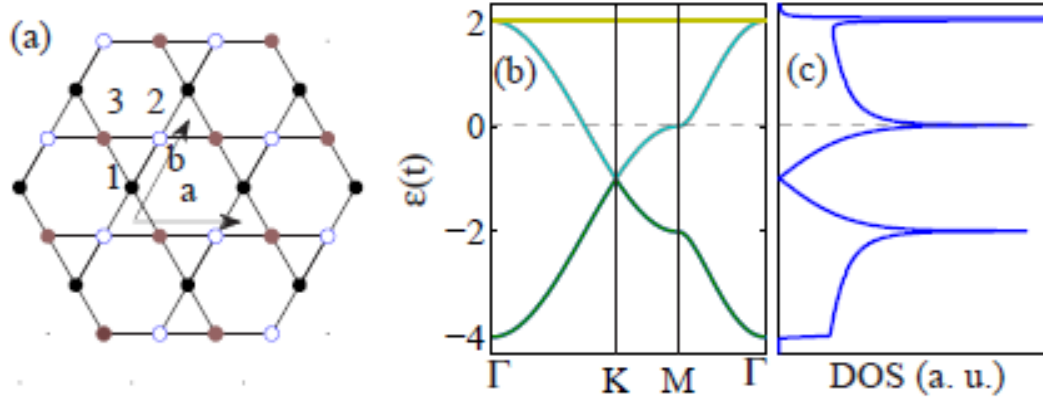 (a)
3 2
b
1
a
(b)
ε(t)
2
0
−2
−4
Γ K M Γ
(c)
DOS (a. u.)